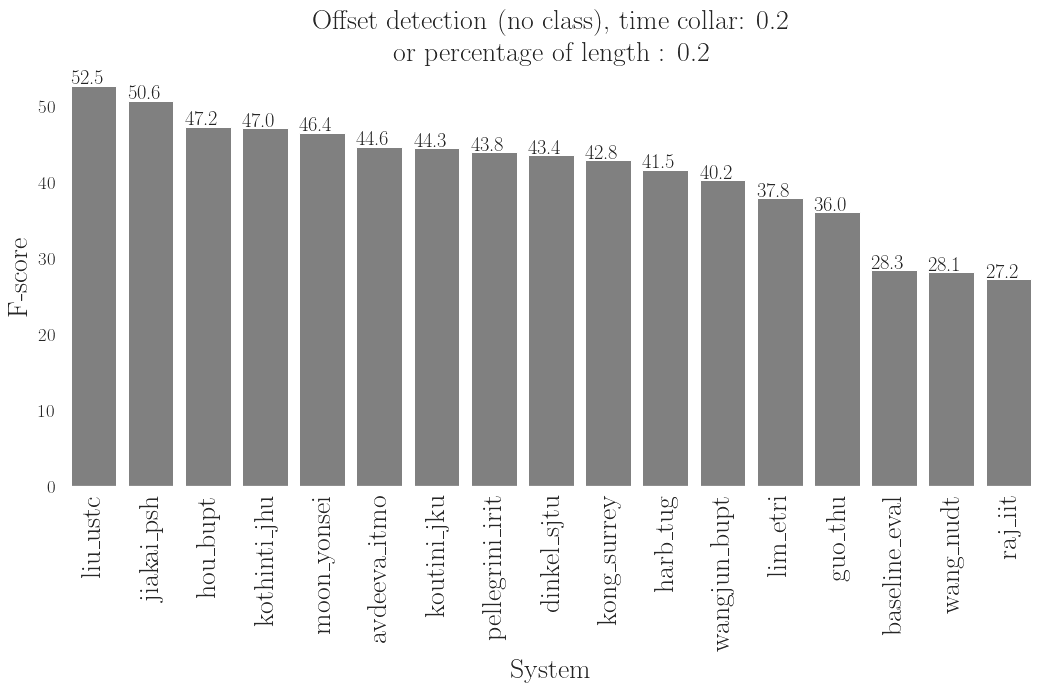 Offset detection (no class), time collar: 0.2
or percentage of length : 0.2
52.5
50.6
47.2
47.0
46.4
44.6
44.3
43.8
43.4
42.8
41.5
40.2
37.8
36.0
28.3
28.1
27.2
50
40
30
20
10
0
F-score
liu_ustc
jiakai_psh
hou_bupt
kothinti_jhu
moon_yonsei
avdeeva_itmo
koutini_jku
pellegrini_irit
dinkel_sjtu
kong_surrey
harb_tug
wangjun_bupt
lim_etri
guo_thu
baseline_eval
wang_nudt
raj_iit
System